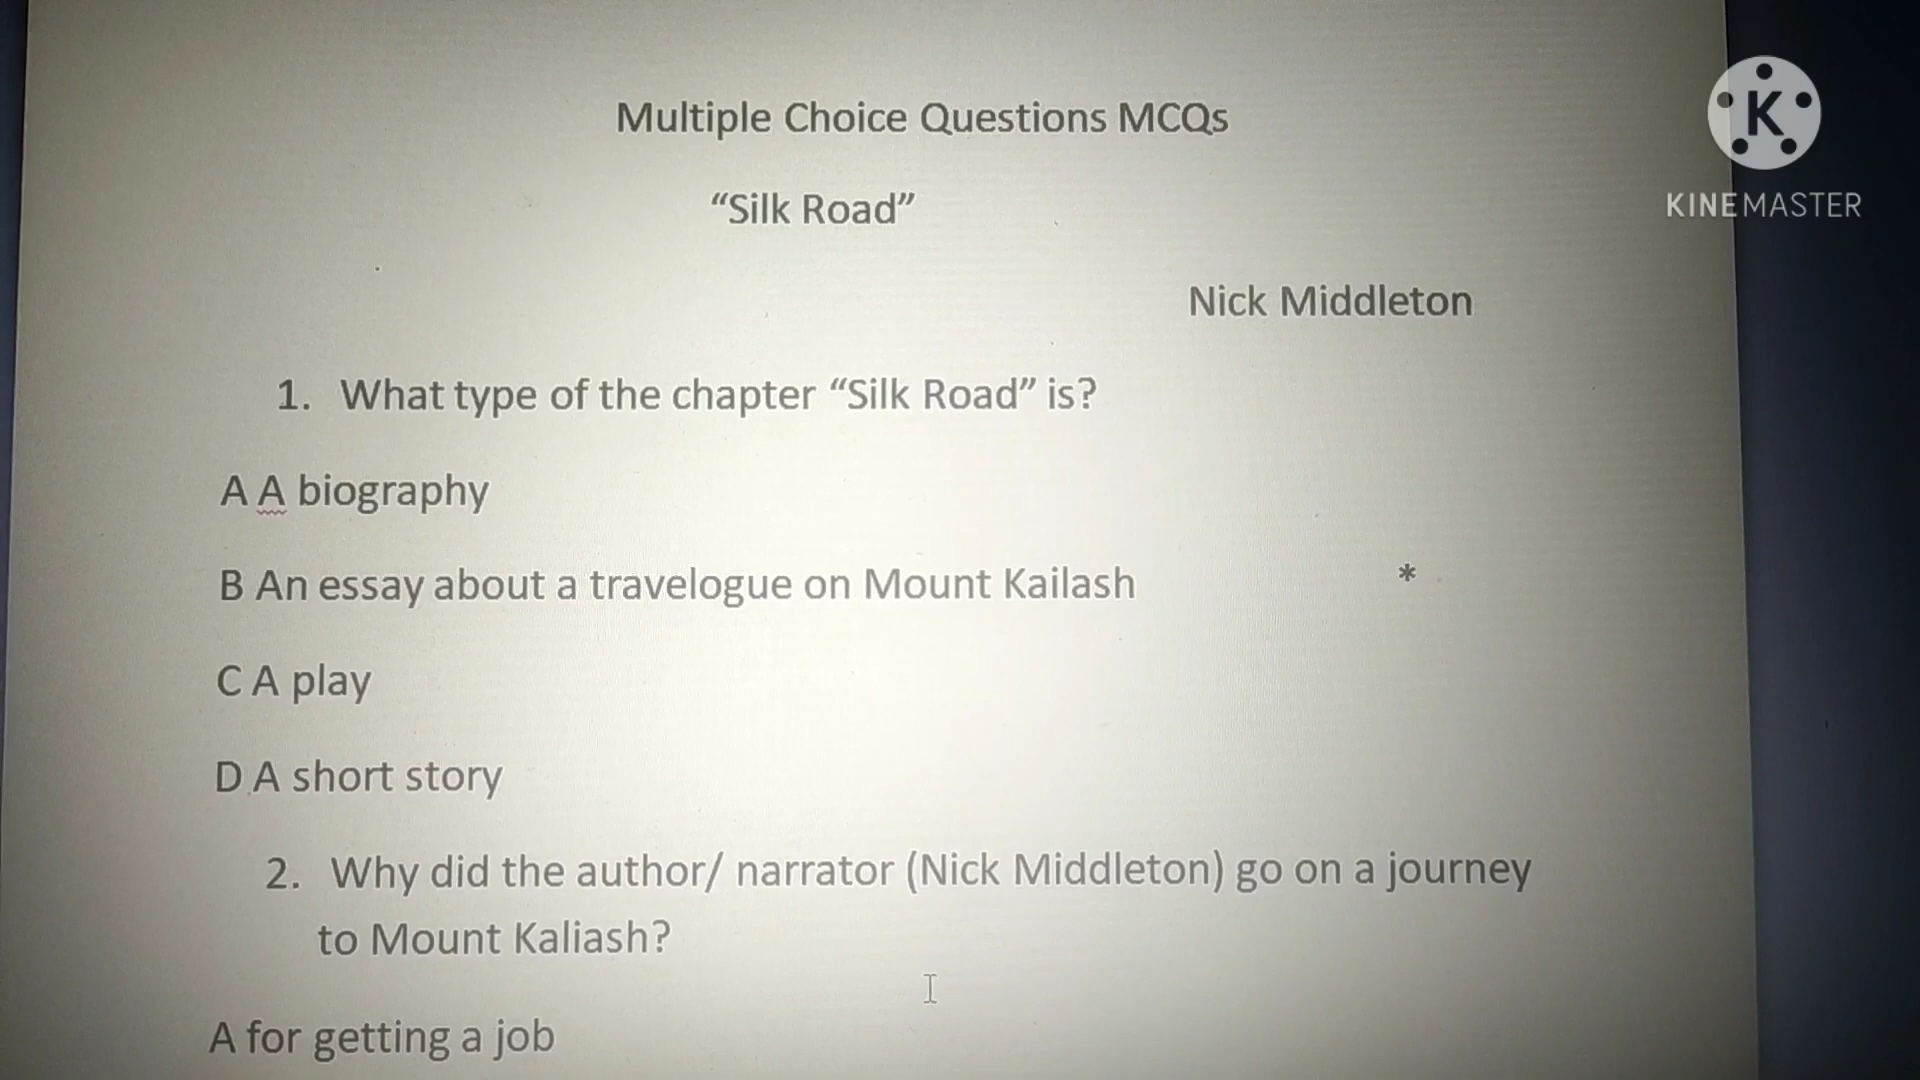 Multiple Choice Questions MCQs
K
"Silk Road"
KINEMASTER
Nick Middleton
1. What type of the chapter "Silk Road" is?
A A biography
B An essay about a travelogue on Mount Kailash *
C A play
D A short story
2. Why did the author/ narrator (Nick Middleton) go on a journey
to Mount Kaliash?
A for getting a job